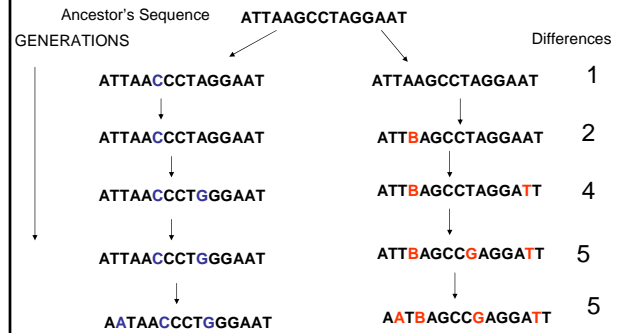 Ancestor's Sequence ATTAAGCCTAGGAAT
GENERATIONS Differences
ATTAACCCTAGGAAT ATTAAGCCTAGGAAT 1
ATTAACCCTAGGAAT ATTBAGCCTAGGAAT 2
ATTAACCCTGGGAAT ATTBAGCCTAGGATT 4
ATTAACCCTGGGAAT ATTBAGCCGAGGATT 5
AATAACCCTGGGAAT AATBAGCCGAGGATT 5